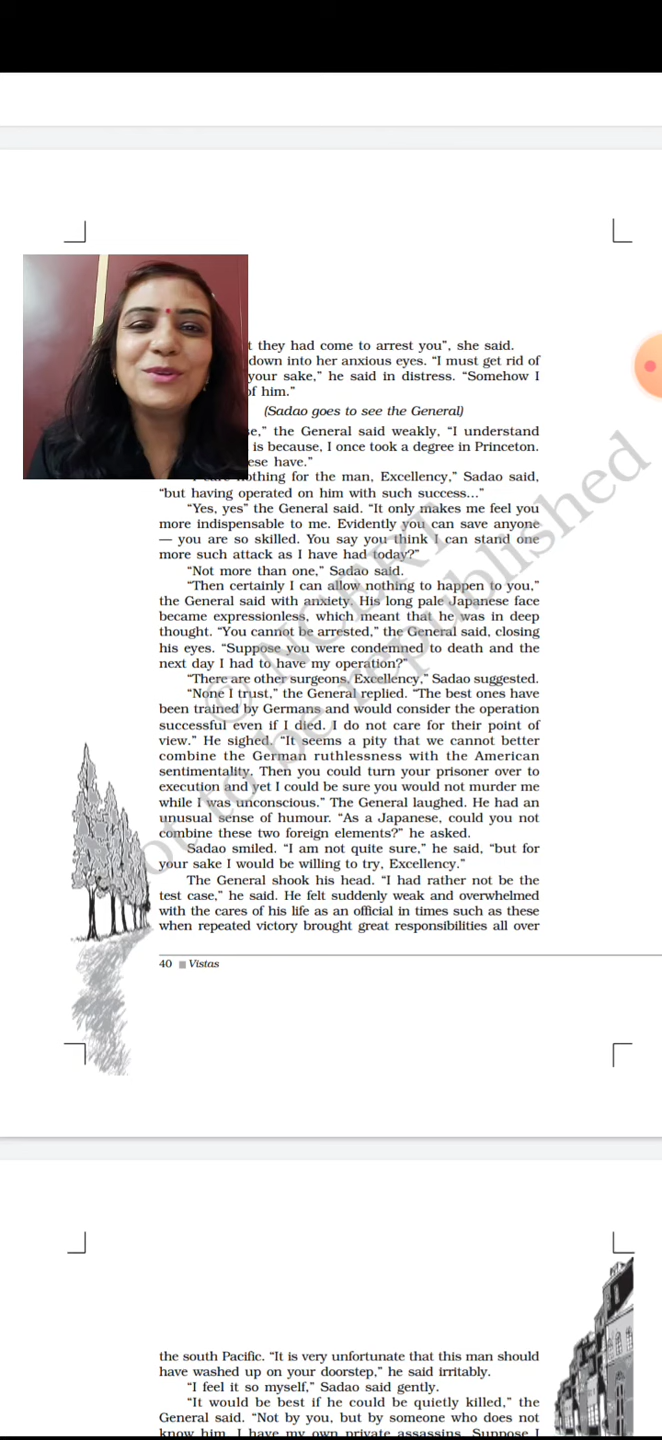 t they had come to arrest you”, she said.
down into her anxious eyes. “I must get rid of
your sake,” he said in distress. “Somehow I
of him.”
(Sadao goes to see the General)
se,” the General said weakly, “I understand
is because, I once took a degree in Princeton.
ese have.”
nothing for the man, Excellency,” Sadao said,
“but having operated on him with such success...”
“Yes, yes” the General said. “It only makes me feel you
more indispensable to me. Evidently you can save anyone
— you are so skilled. You say you think I can stand one
more such attack as I have had today?”
“Not more than one,” Sadao said.
“Then certainly I can allow nothing to happen to you,”
the General said with anxiety. His long pale Japanese face
became expressionless, which meant that he was in deep
thought. “You cannot be arrested,” the General said, closing
his eyes. “Suppose you were condemned to death and the
next day I had to have my operation?”
“There are other surgeons, Excellency,” Sadao suggested.
“None I trust,” the General replied. “The best ones have
been trained by Germans and would consider the operation
successful even if I died. I do not care for their point of
view.” He sighed. “It seems a pity that we cannot better
combine the German ruthlessness with the American
sentimentality. Then you could turn your prisoner over to
execution and yet I could be sure you would not murder me
while I was unconscious.” The General laughed. He had an
unusual sense of humour. “As a Japanese, could you not
combine these two foreign elements?” he asked.
Sadao smiled. “I am not quite sure,” he said, “but for
your sake I would be willing to try, Excellency.”
The General shook his head. “I had rather not be the
test case,” he said. He felt suddenly weak and overwhelmed
with the cares of his life as an official in times such as these
when repeated victory brought great responsibilities all over
40 ■ Vistas
© NCERT
not to be republished
the south Pacific. “It is very unfortunate that this man should
have washed up on your doorstep,” he said irritably.
“I feel it so myself,” Sadao said gently.
“It would be best if he could be quietly killed,” the
General said. “Not by you, but by someone who does not
know him. I have my own private assassins. Suppose I